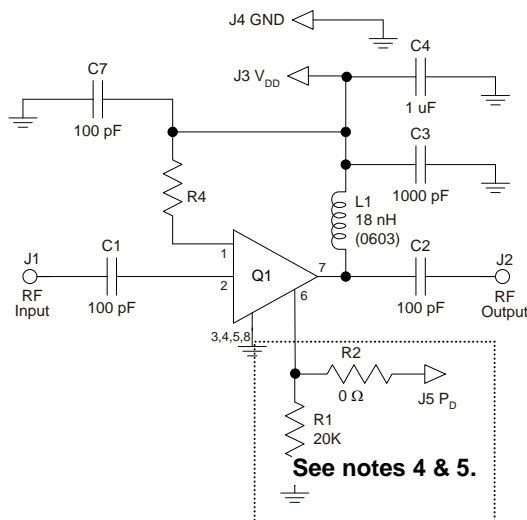 J4 GND
C4
J3 V_DD
1 uF
C7
100 pF
C3
1000 pF
R4
L1
18 nH
(0603)
C1
100 pF
J1
RF
Input
1
2
Q1
7
6
3,4,5,8
C2
100 pF
J2
RF
Output
R2
0 Ω
J5 P_D
R1
20K
See notes 4 & 5.